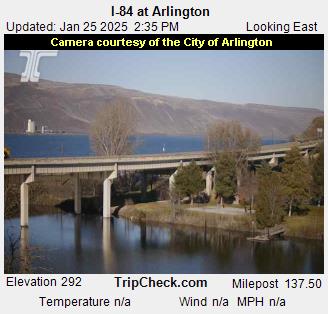 I-84 at Arlington
Updated: Jan 25 2025 2:35 PM Looking East
Camera courtesy of the City of Arlington
Elevation 292 TripCheck.com Milepost 137.50
Temperature n/a Wind n/a MPH n/a